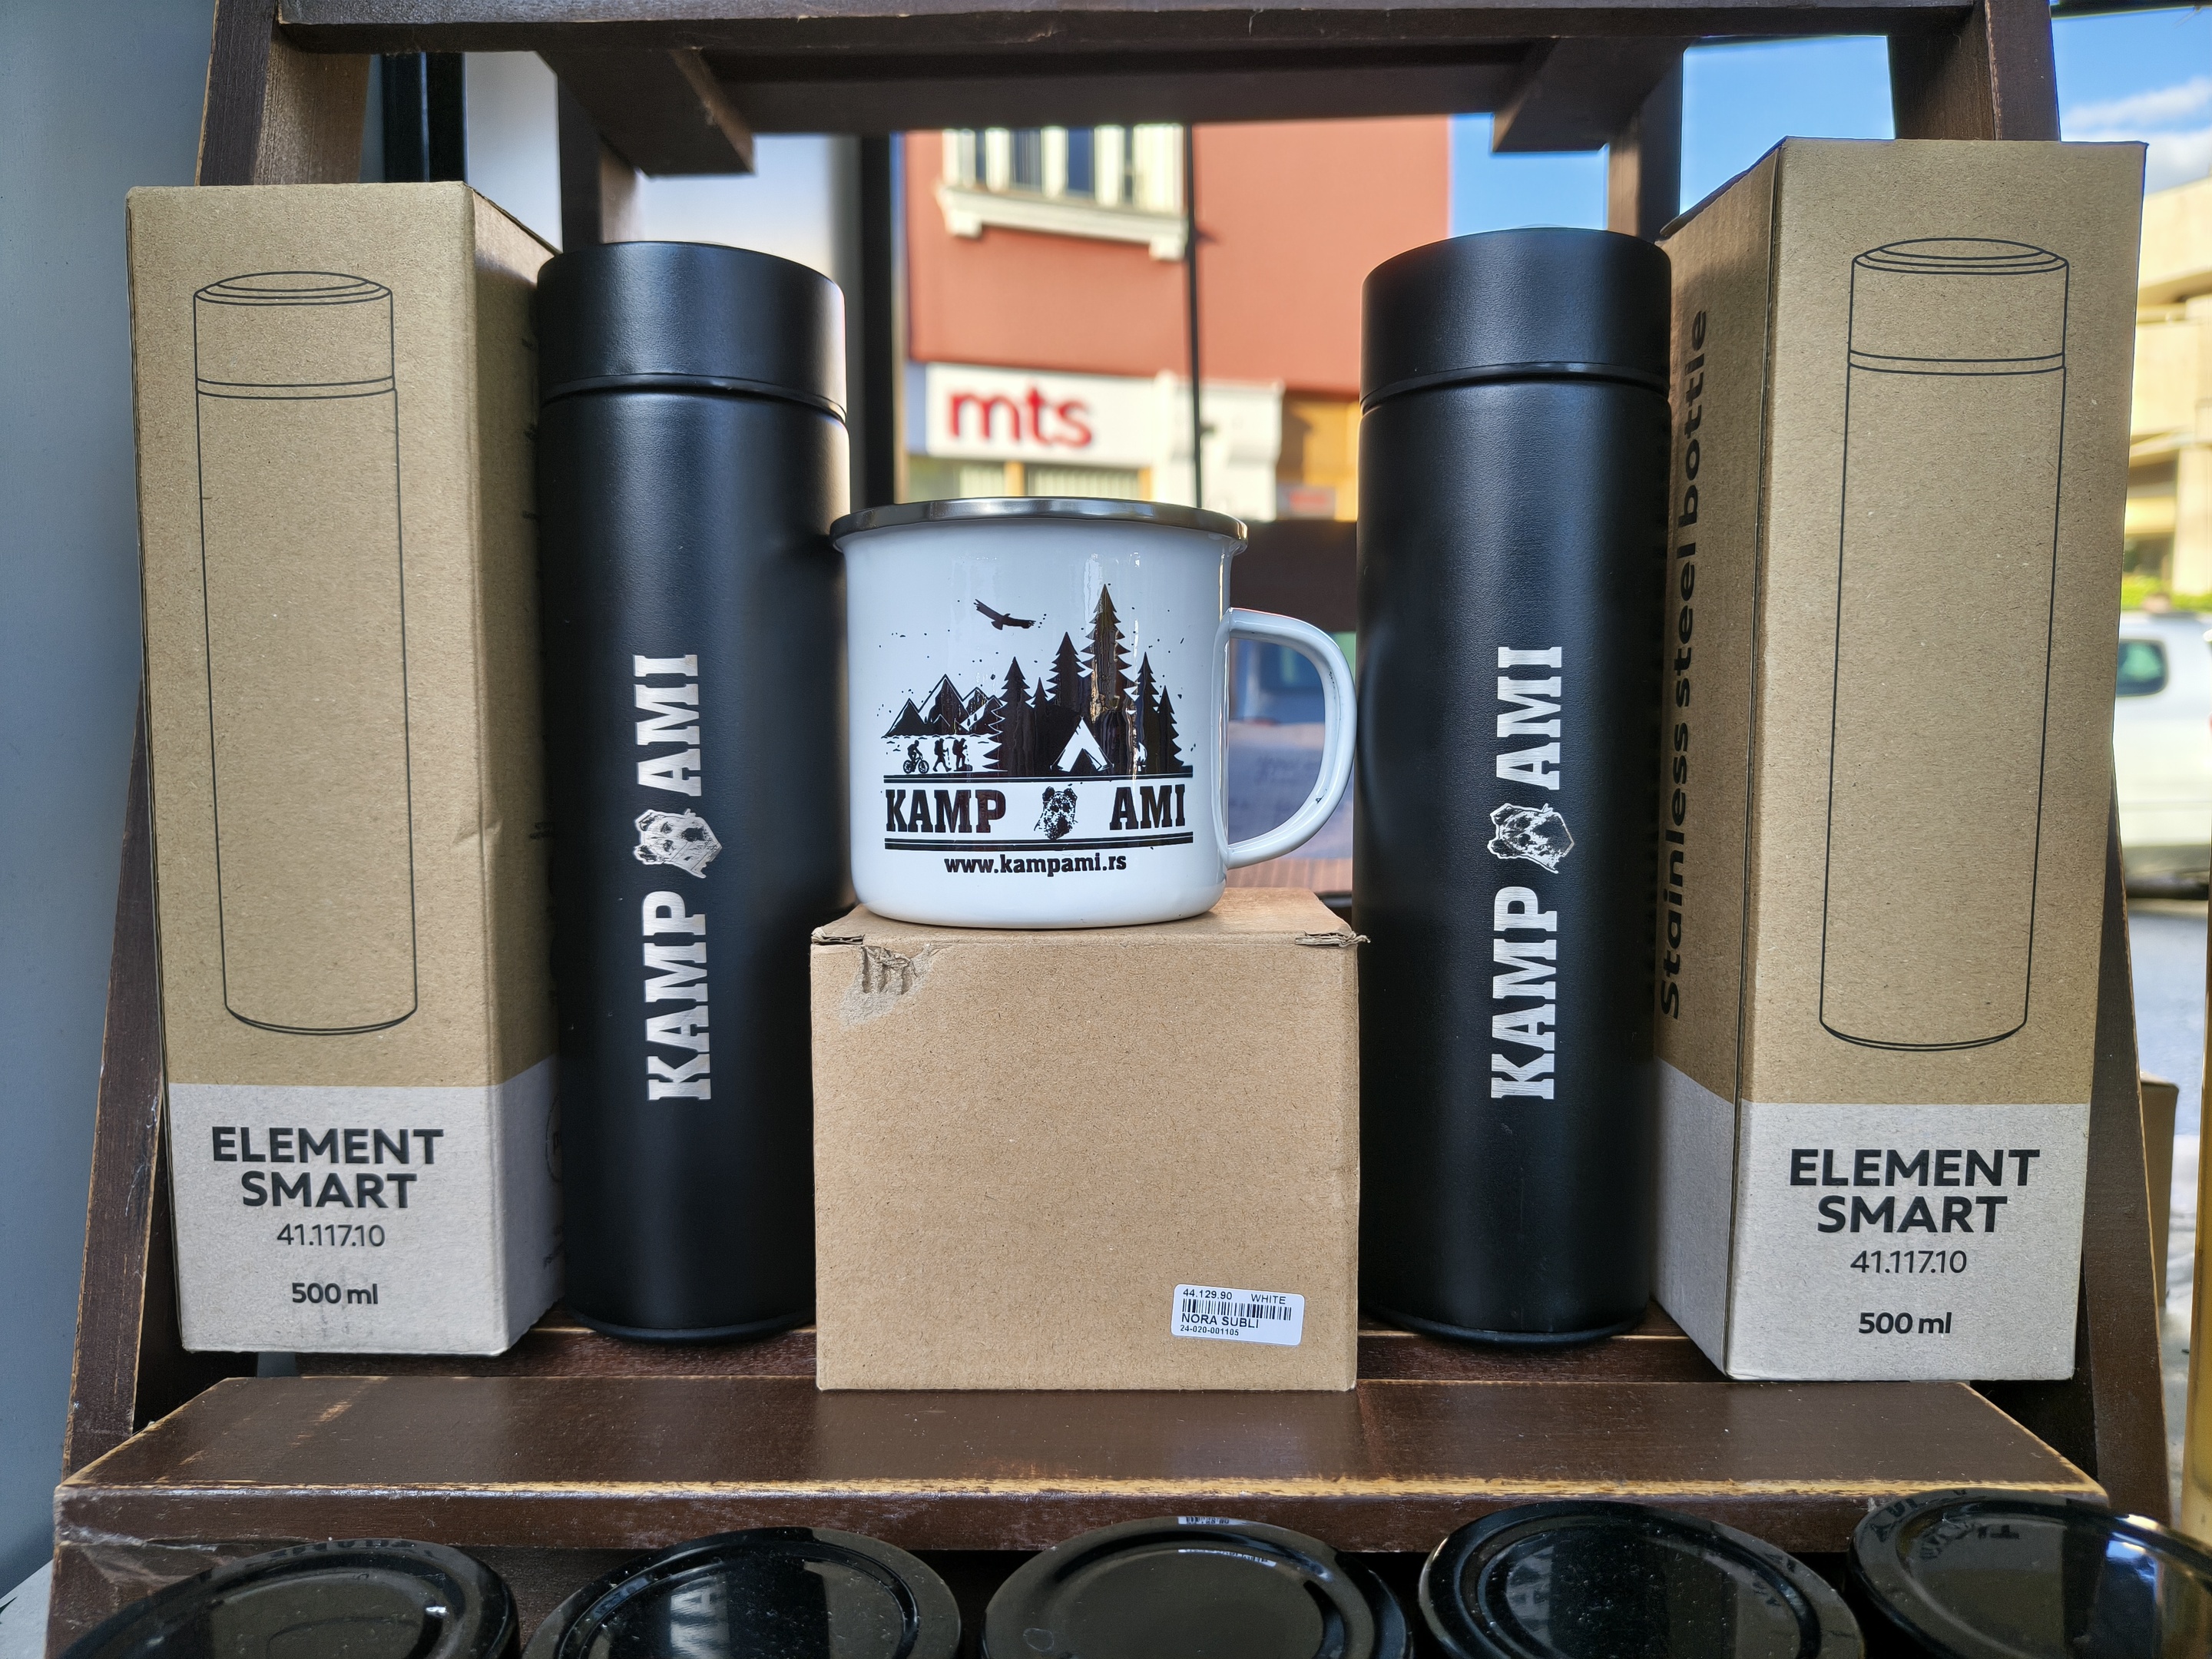 mts
KAMP AMI
KAMP AMI
www.kampami.rs
KAMP AMI
Stainless steel bottle
ELEMENT
SMART
41.117.10
500 ml
44.129.90 WHITE
NORA SUBLI
24-020-001105
ELEMENT
SMART
41.117.10
500 ml